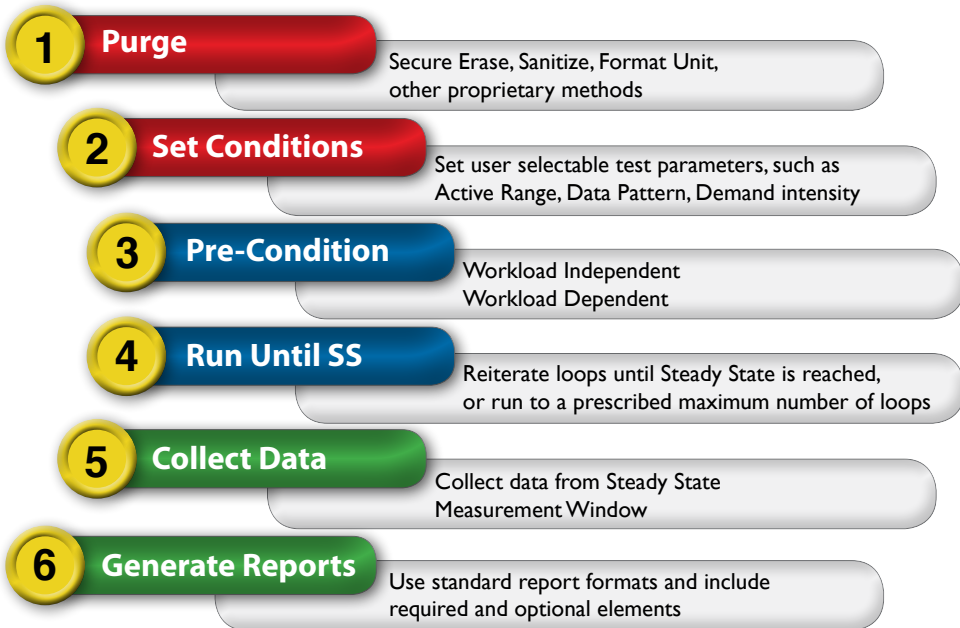 1 Purge
Secure Erase, Sanitize, Format Unit,
other proprietary methods
2 Set Conditions
Set user selectable test parameters, such as
Active Range, Data Pattern, Demand intensity
3 Pre-Condition
Workload Independent
Workload Dependent
4 Run Until SS
Reiterate loops until Steady State is reached,
or run to a prescribed maximum number of loops
5 Collect Data
Collect data from Steady State
Measurement Window
6 Generate Reports
Use standard report formats and include
required and optional elements